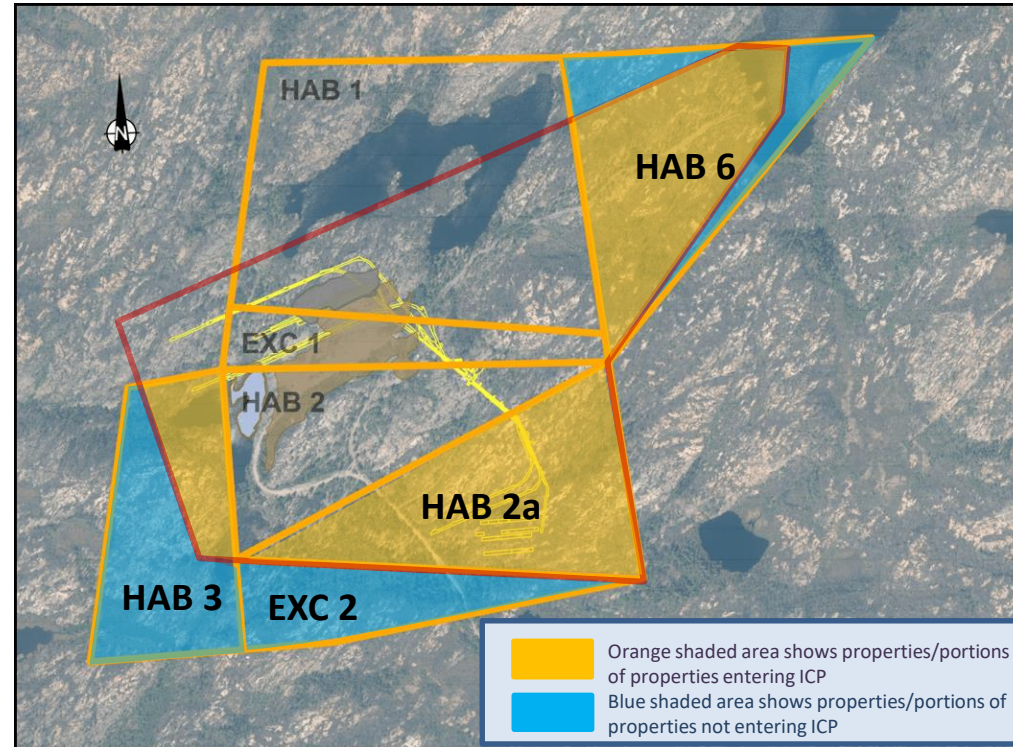 HAB 1
N
HAB 6
EXC 1
HAB 2
HAB 2a
HAB 3
EXC 2
Orange shaded area shows properties/portions
of properties entering ICP
Blue shaded area shows properties/portions of
properties not entering ICP